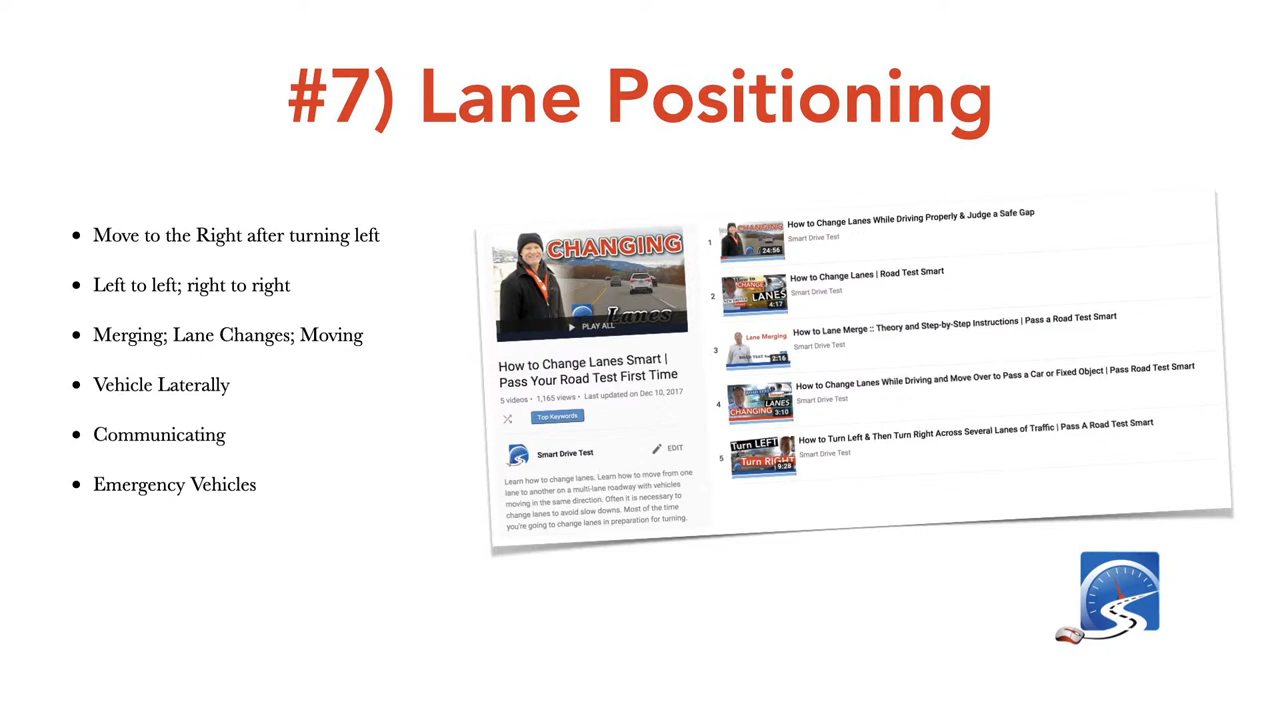 #7) Lane Positioning
Move to the Right after turning left
Left to left; right to right
Merging; Lane Changes; Moving
Vehicle Laterally
Communicating
Emergency Vehicles
CHANGING
Lanes
PLAY ALL
How to Change Lanes Smart |
Pass Your Road Test First Time
5 videos • 1,165 views • Last updated on Dec 10, 2017
Top Keywords
Smart Drive Test
EDIT
Learn how to change lanes. Learn how to move from one
lane to another on a multi-lane roadway with vehicles
moving in the same direction. Often it is necessary to
change lanes to avoid slow downs. Most of the time
you're going to change lanes in preparation for turning.
1
24:56
How to Change Lanes While Driving Properly & Judge a Safe Gap
Smart Drive Test
2
LANES
4:17
How to Change Lanes | Road Test Smart
Smart Drive Test
3
Lane Merging
2:16
How to Lane Merge :: Theory and Step-by-Step Instructions | Pass a Road Test Smart
Smart Drive Test
4
LANES
CHANGING
3:10
How to Change Lanes While Driving and Move Over to Pass a Car or Fixed Object | Pass Road Test Smart
Smart Drive Test
5
Turn LEFT
Turn RIGHT
9:28
How to Turn Left & Then Turn Right Across Several Lanes of Traffic | Pass A Road Test Smart
Smart Drive Test